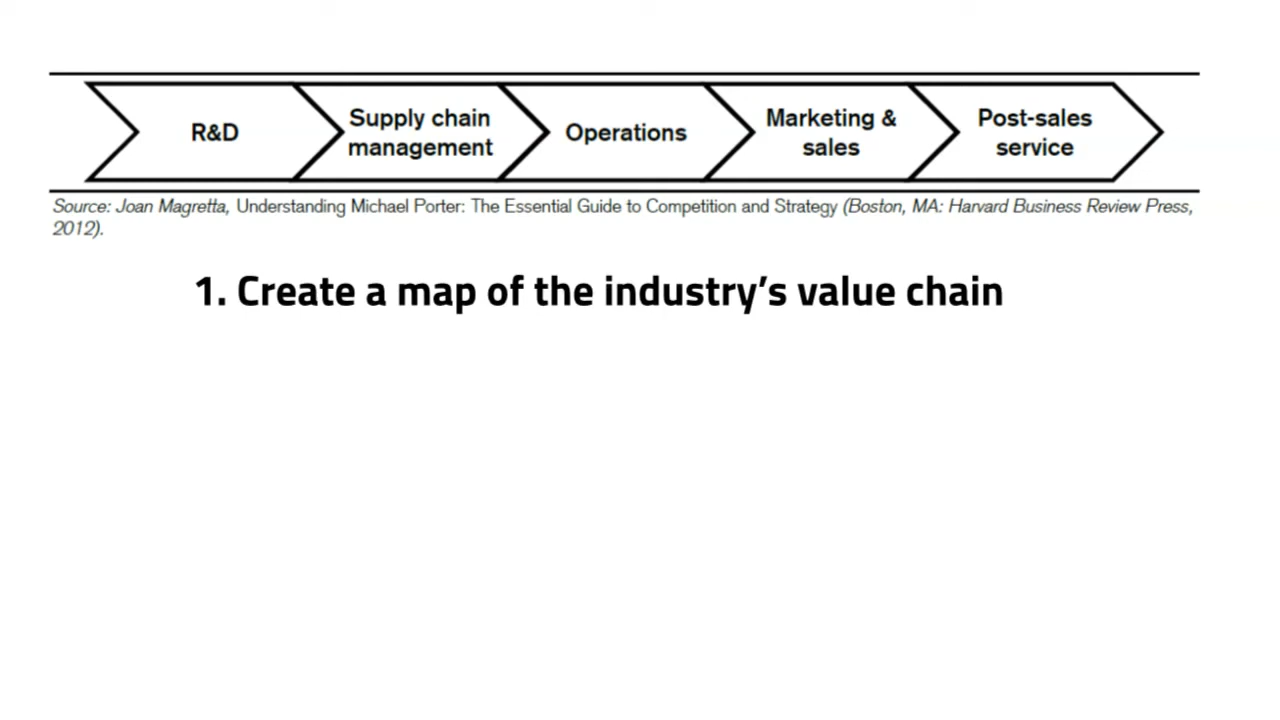 R&D
Supply chain
management
Operations
Marketing &
sales
Post-sales
service
Source: Joan Magretta, Understanding Michael Porter: The Essential Guide to Competition and Strategy (Boston, MA: Harvard Business Review Press,
2012).
1. Create a map of the industry’s value chain